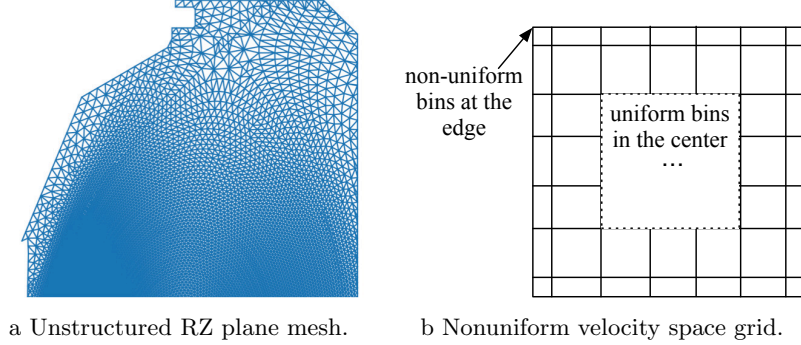 non-uniform
bins at the
edge
uniform bins
in the center
...
a Unstructured RZ plane mesh.
b Nonuniform velocity space grid.